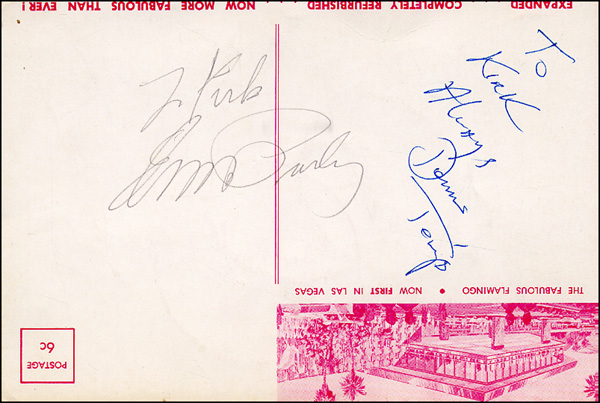 EXPANDED COMPLETELY REFURBISHED NOW MORE FABULOUS THAN EVER!
To Kirk
Elvis Presley
TO
KIRK
Always
Dennis
THE FABULOUS FLAMINGO • NOW FIRST IN LAS VEGAS
POSTAGE
6c